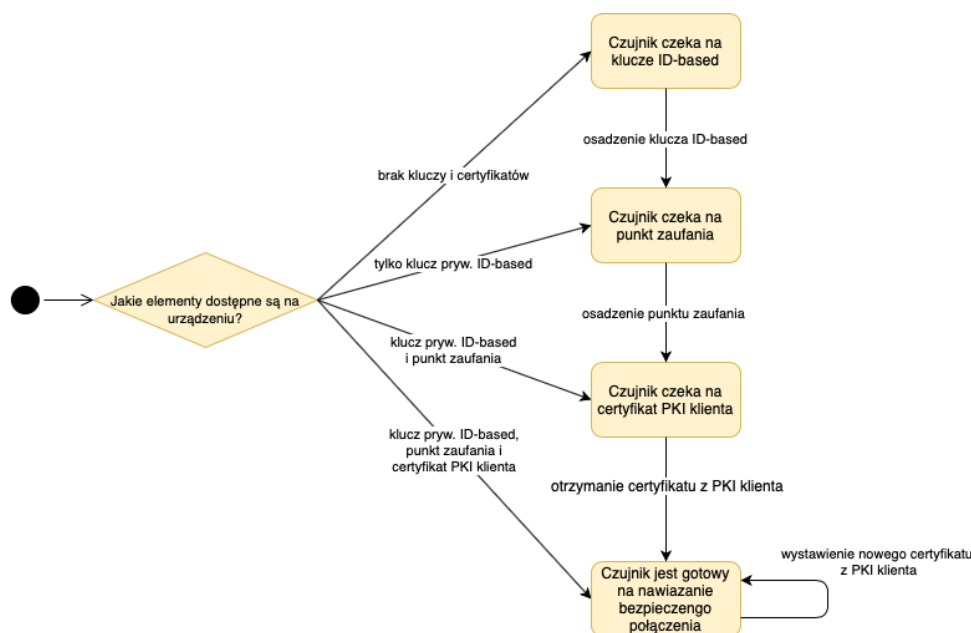 Czujnik czeka na
klucze ID-based
osadzenie klucza ID-based
brak kluczy i certyfikatów
Czujnik czeka na
punkt zaufania
tylko klucz pryw. ID-based
Jakie elementy dostępne są na
urządzeniu?
osadzenie punktu zaufania
klucz pryw. ID-based
i punkt zaufania
Czujnik czeka na
certyfikat PKI klienta
klucz pryw. ID-based,
punkt zaufania i
certyfikat PKI klienta
otrzymanie certyfikatu z PKI klienta
wystawienie nowego certyfikatu
z PKI klienta
Czujnik jest gotowy
na nawiazanie
bezpieczengo
połączenia